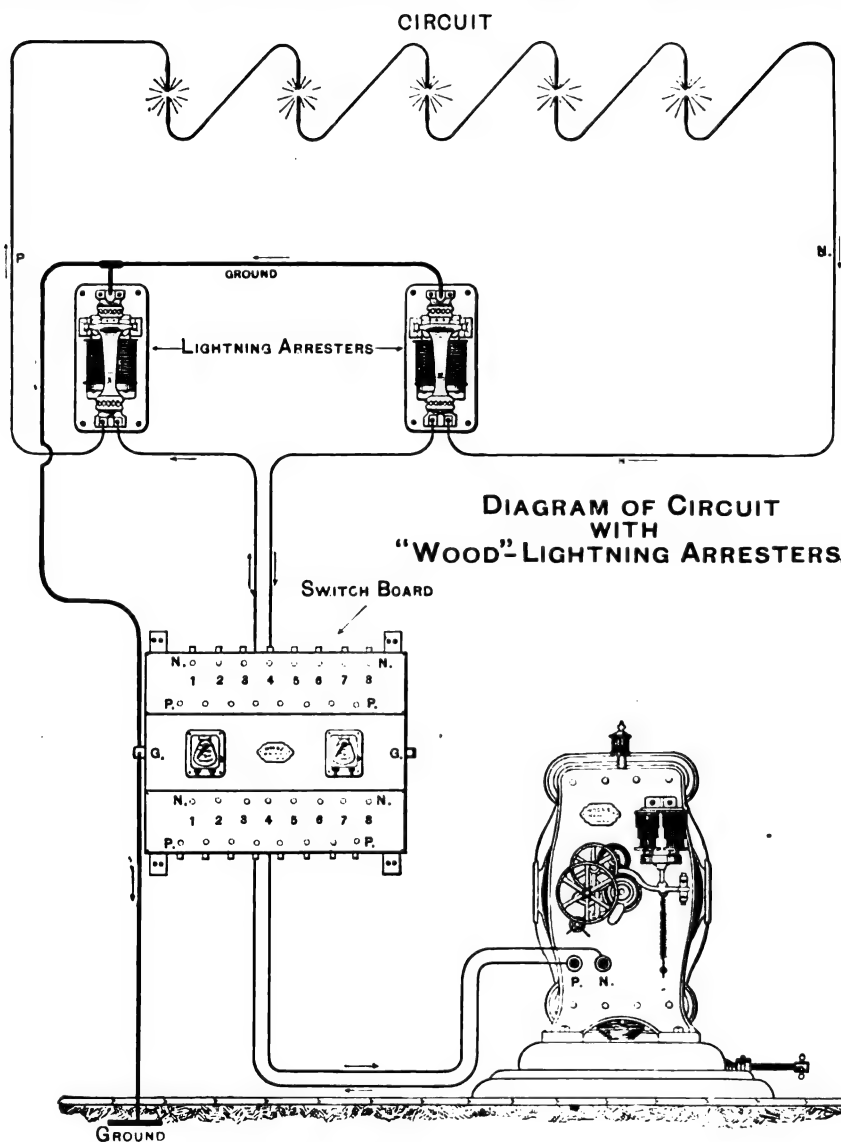 CIRCUIT
P
N.
GROUND
LIGHTNING ARRESTERS
N
DIAGRAM OF CIRCUIT
WITH
"WOOD"-LIGHTNING ARRESTERS
SWITCH BOARD
N. N.
1 2 3 4 5 6 7 8
P. P.
G. G.
N. N.
1 2 3 4 5 6 7 8
P. P.
P. N.
GROUND